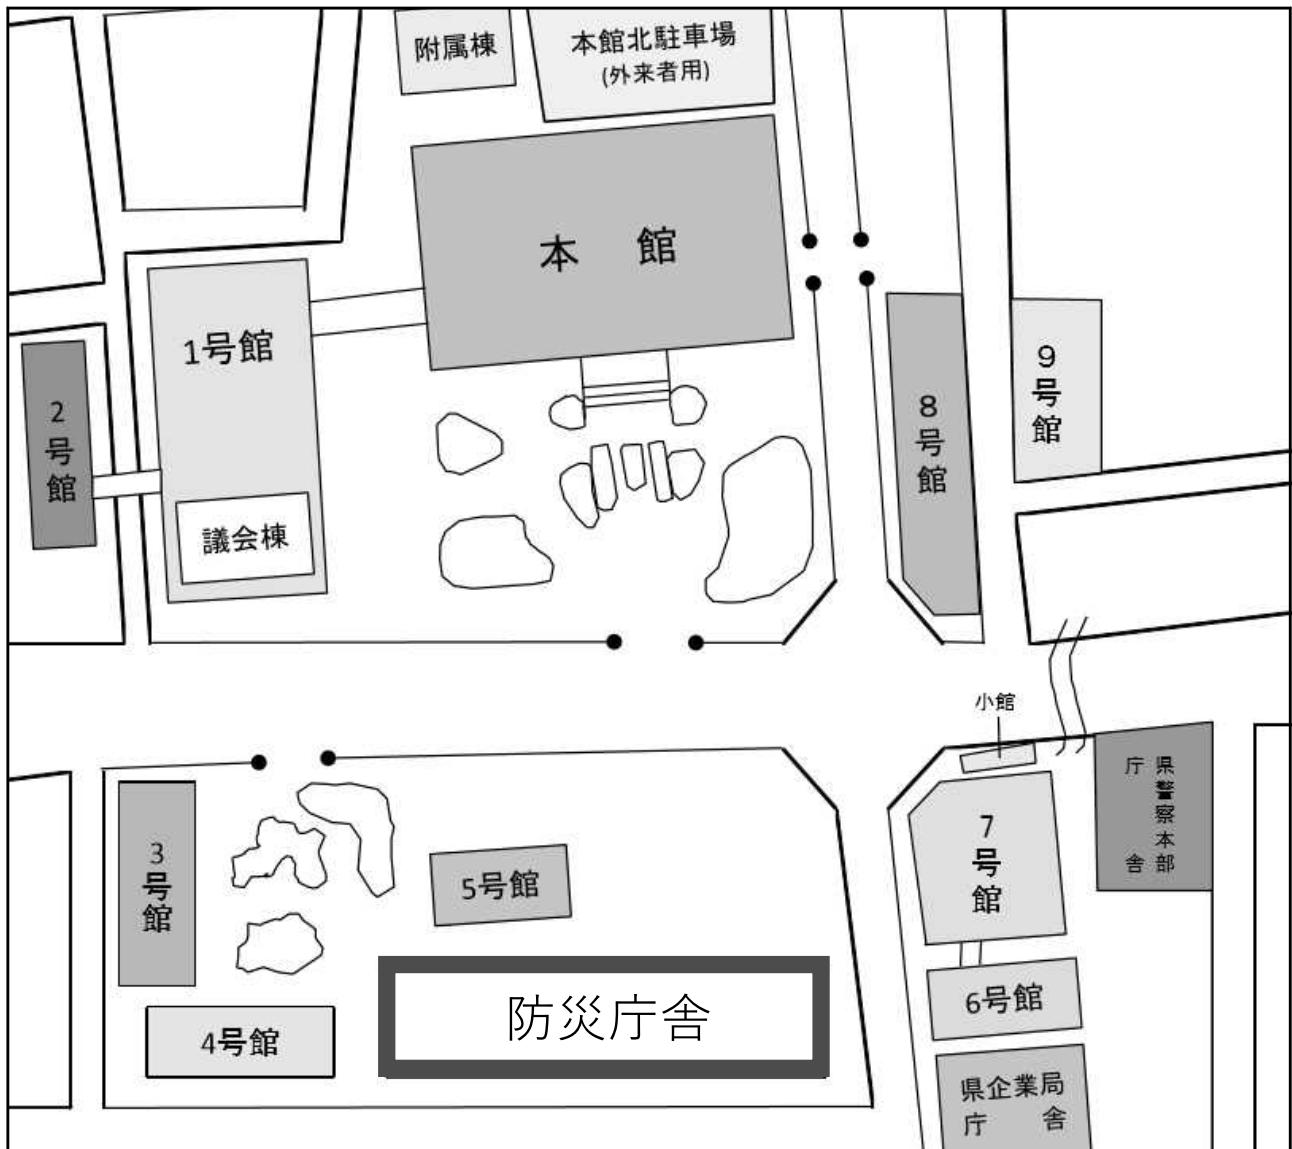 附属棟
本館北駐車場
(外来者用)
本　館
1号館
2号館
議会棟
8号館
9号館
小館
県警察本部
庁舎
3号館
5号館
7号館
防災庁舎
4号館
6号館
県企業局
庁　舎